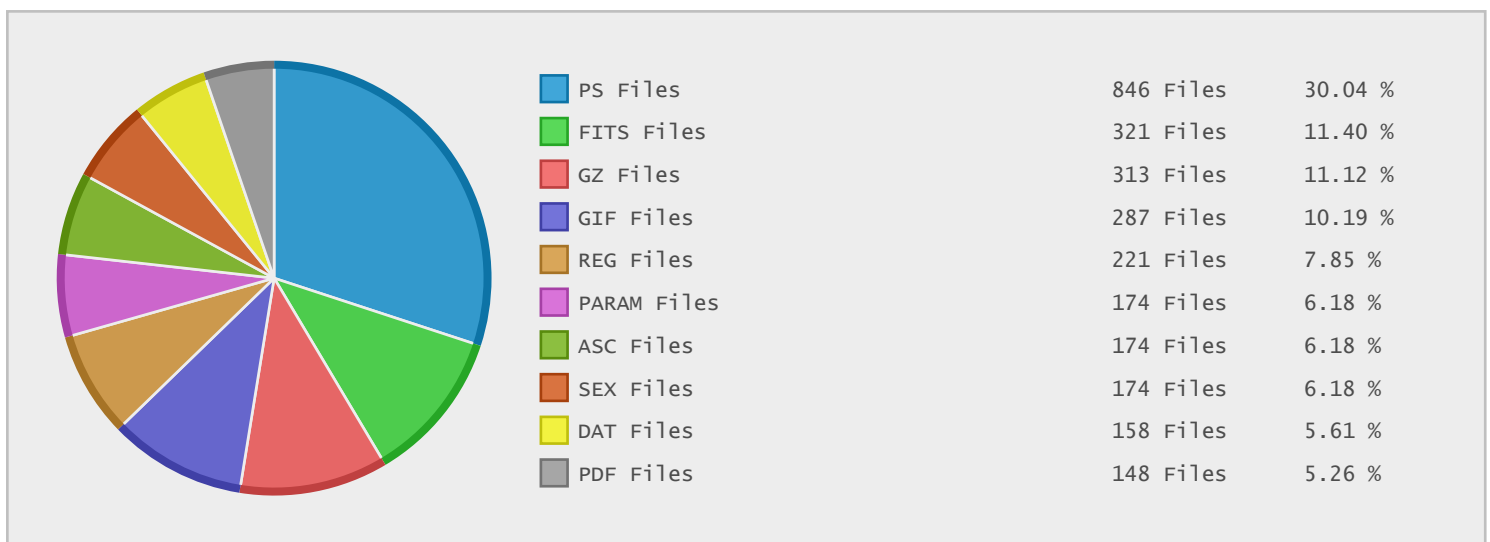 PS Files 846 Files 30.04 %
FITS Files 321 Files 11.40 %
GZ Files 313 Files 11.12 %
GIF Files 287 Files 10.19 %
REG Files 221 Files 7.85 %
PARAM Files 174 Files 6.18 %
ASC Files 174 Files 6.18 %
SEX Files 174 Files 6.18 %
DAT Files 158 Files 5.61 %
PDF Files 148 Files 5.26 %